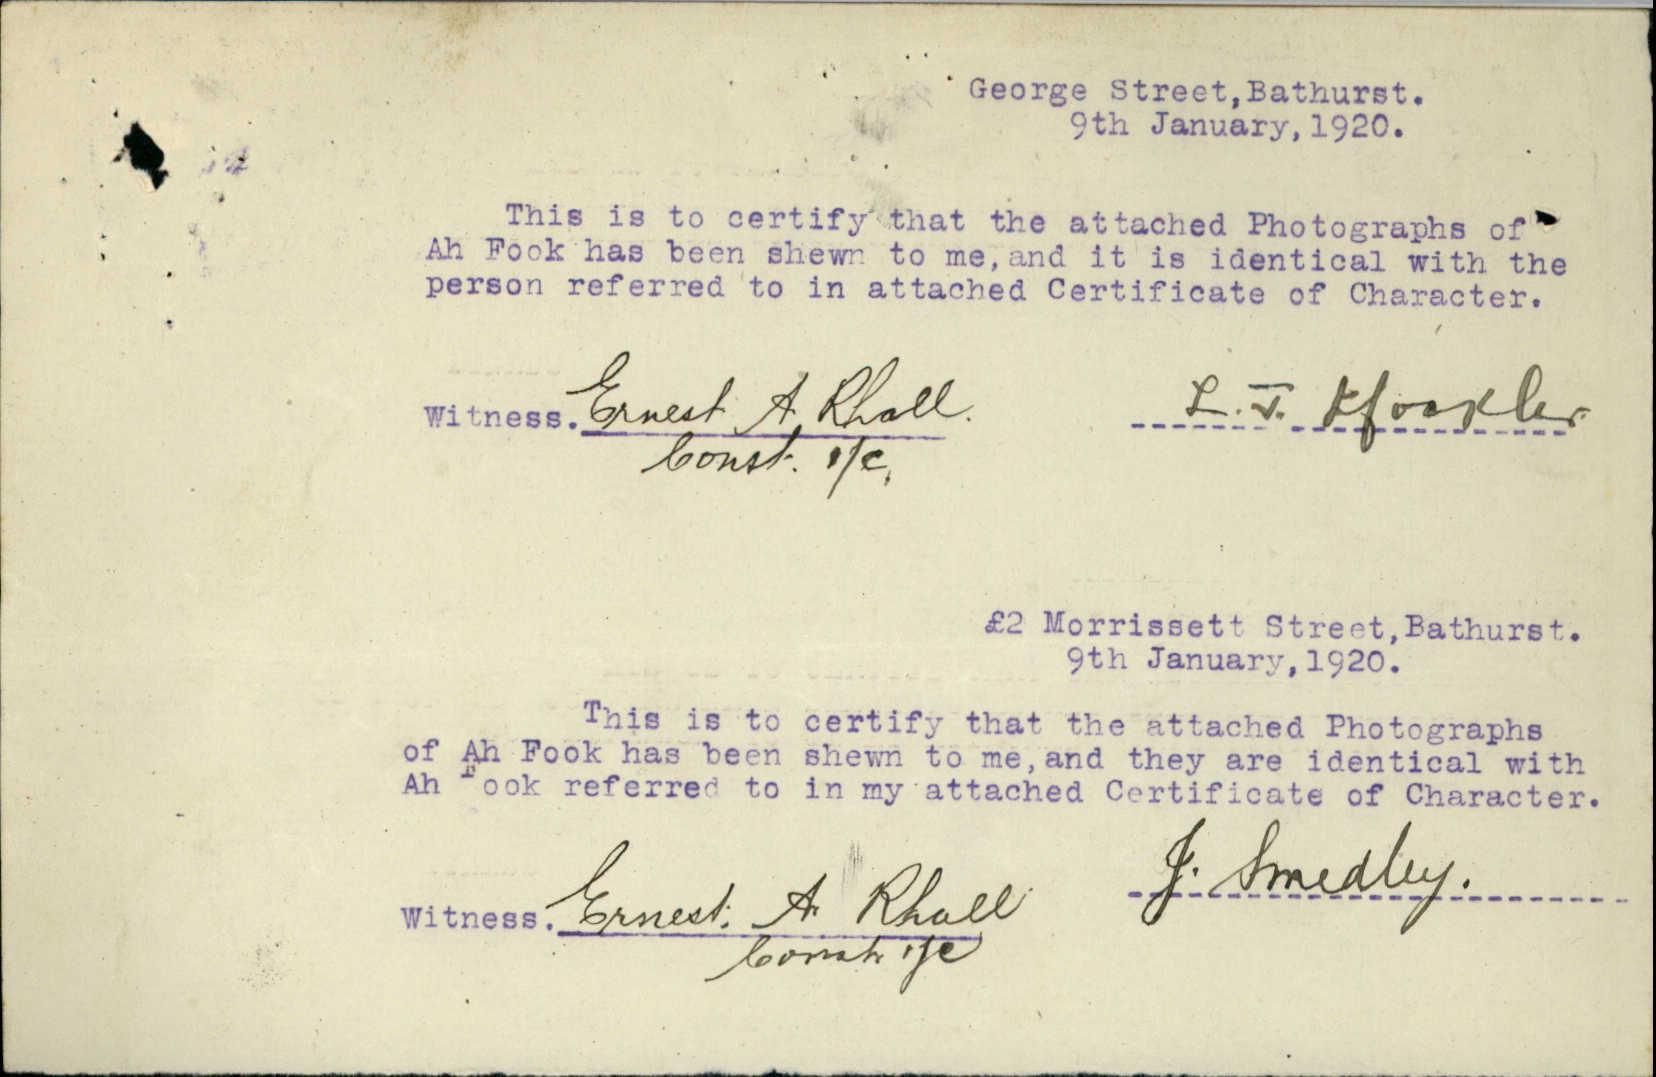 George Street,Bathurst.
9th January,1920.
This is to certify that the attached Photographs of
Ah Fook has been shewn to me,and it is identical with the
person referred to in attached Certificate of Character.
Witness. Ernest A Rhall.
Const. 1/c.
L. J.
£2 Morrissett Street,Bathurst.
9th January,1920.
This is to certify that the attached Photographs
of Ah Fook has been shewn to me,and they are identical with
Ah Fook referred to in my attached Certificate of Character.
J. Smedley.
Witness. Ernest. A Rhall
Const. 1/c